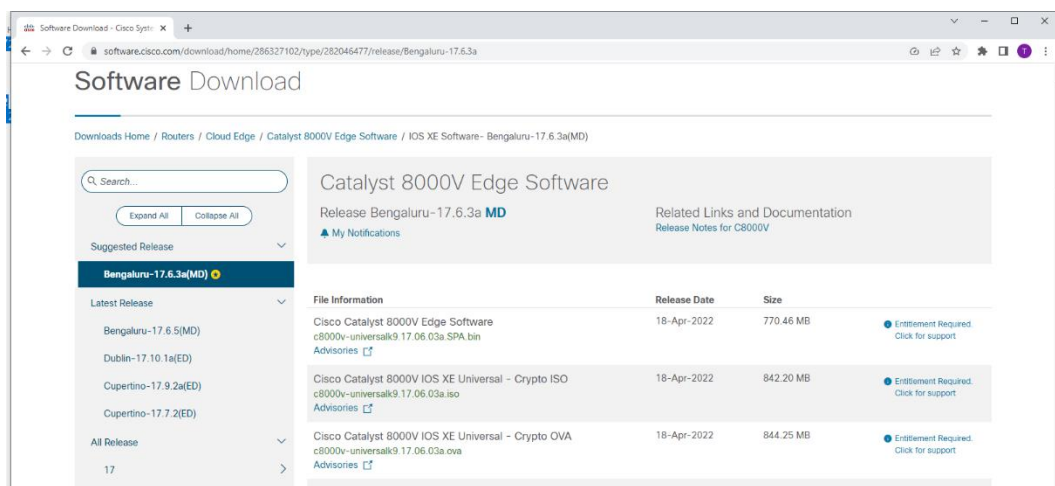 Software Download - Cisco Syste
software.cisco.com/download/home/286327102/type/282046477/release/Bengaluru-17.6.3a
T
Software Download
Downloads Home / Routers / Cloud Edge / Catalyst 8000V Edge Software / IOS XE Software- Bengaluru-17.6.3a(MD)
Search...
Expand All
Collapse All
Suggested Release
Bengaluru-17.6.3a(MD)
Latest Release
Bengaluru-17.6.5(MD)
Dublin-17.10.1a(ED)
Cupertino-17.9.2a(ED)
Cupertino-17.7.2(ED)
All Release
17
Catalyst 8000V Edge Software
Release Bengaluru-17.6.3a MD
My Notifications
Related Links and Documentation
Release Notes for C8000V
File Information Release Date Size
Cisco Catalyst 8000V Edge Software 18-Apr-2022 770.46 MB
c8000v-universalk9.17.06.03a.SPA.bin
Advisories
Entitlement Required.
Click for support
Cisco Catalyst 8000V IOS XE Universal - Crypto ISO 18-Apr-2022 842.20 MB
c8000v-universalk9.17.06.03a.iso
Advisories
Entitlement Required.
Click for support
Cisco Catalyst 8000V IOS XE Universal - Crypto OVA 18-Apr-2022 844.25 MB
c8000v-universalk9.17.06.03a.ova
Advisories
Entitlement Required.
Click for support